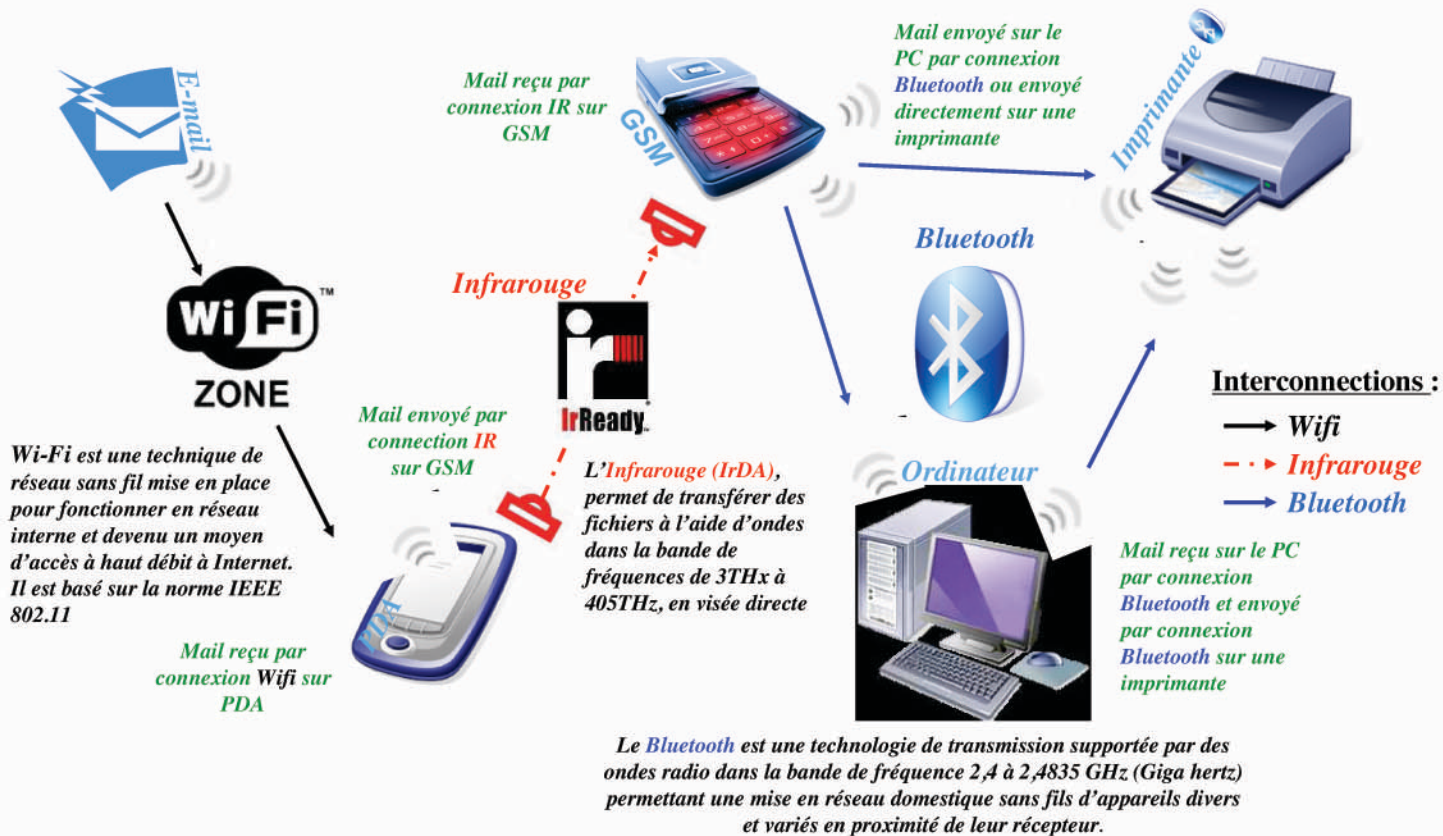 E-mail
Mail reçu par
connexion IR sur
GSM
GSM
Mail envoyé sur le
PC par connexion
Bluetooth ou envoyé
directement sur une
imprimante
Imprimante
Wi Fi TM
ZONE
Infrarouge
ir
IrReady
Bluetooth
Interconnections :
Wifi
Infrarouge
Bluetooth
Wi-Fi est une technique de
réseau sans fil mise en place
pour fonctionner en réseau
interne et devenu un moyen
d'accès à haut débit à Internet.
Il est basé sur la norme IEEE
802.11
Mail envoyé par
connection IR
sur GSM
L'Infrarouge (IrDA),
permet de transférer des
fichiers à l'aide d'ondes
dans la bande de
fréquences de 3THx à
405THz, en visée directe
PDA
Mail reçu par
connexion Wifi sur
PDA
Ordinateur
Mail reçu sur le PC
par connexion
Bluetooth et envoyé
par connexion
Bluetooth sur une
imprimante
Le Bluetooth est une technologie de transmission supportée par des
ondes radio dans la bande de fréquence 2,4 à 2,4835 GHz (Giga hertz)
permettant une mise en réseau domestique sans fils d'appareils divers
et variés en proximité de leur récepteur.